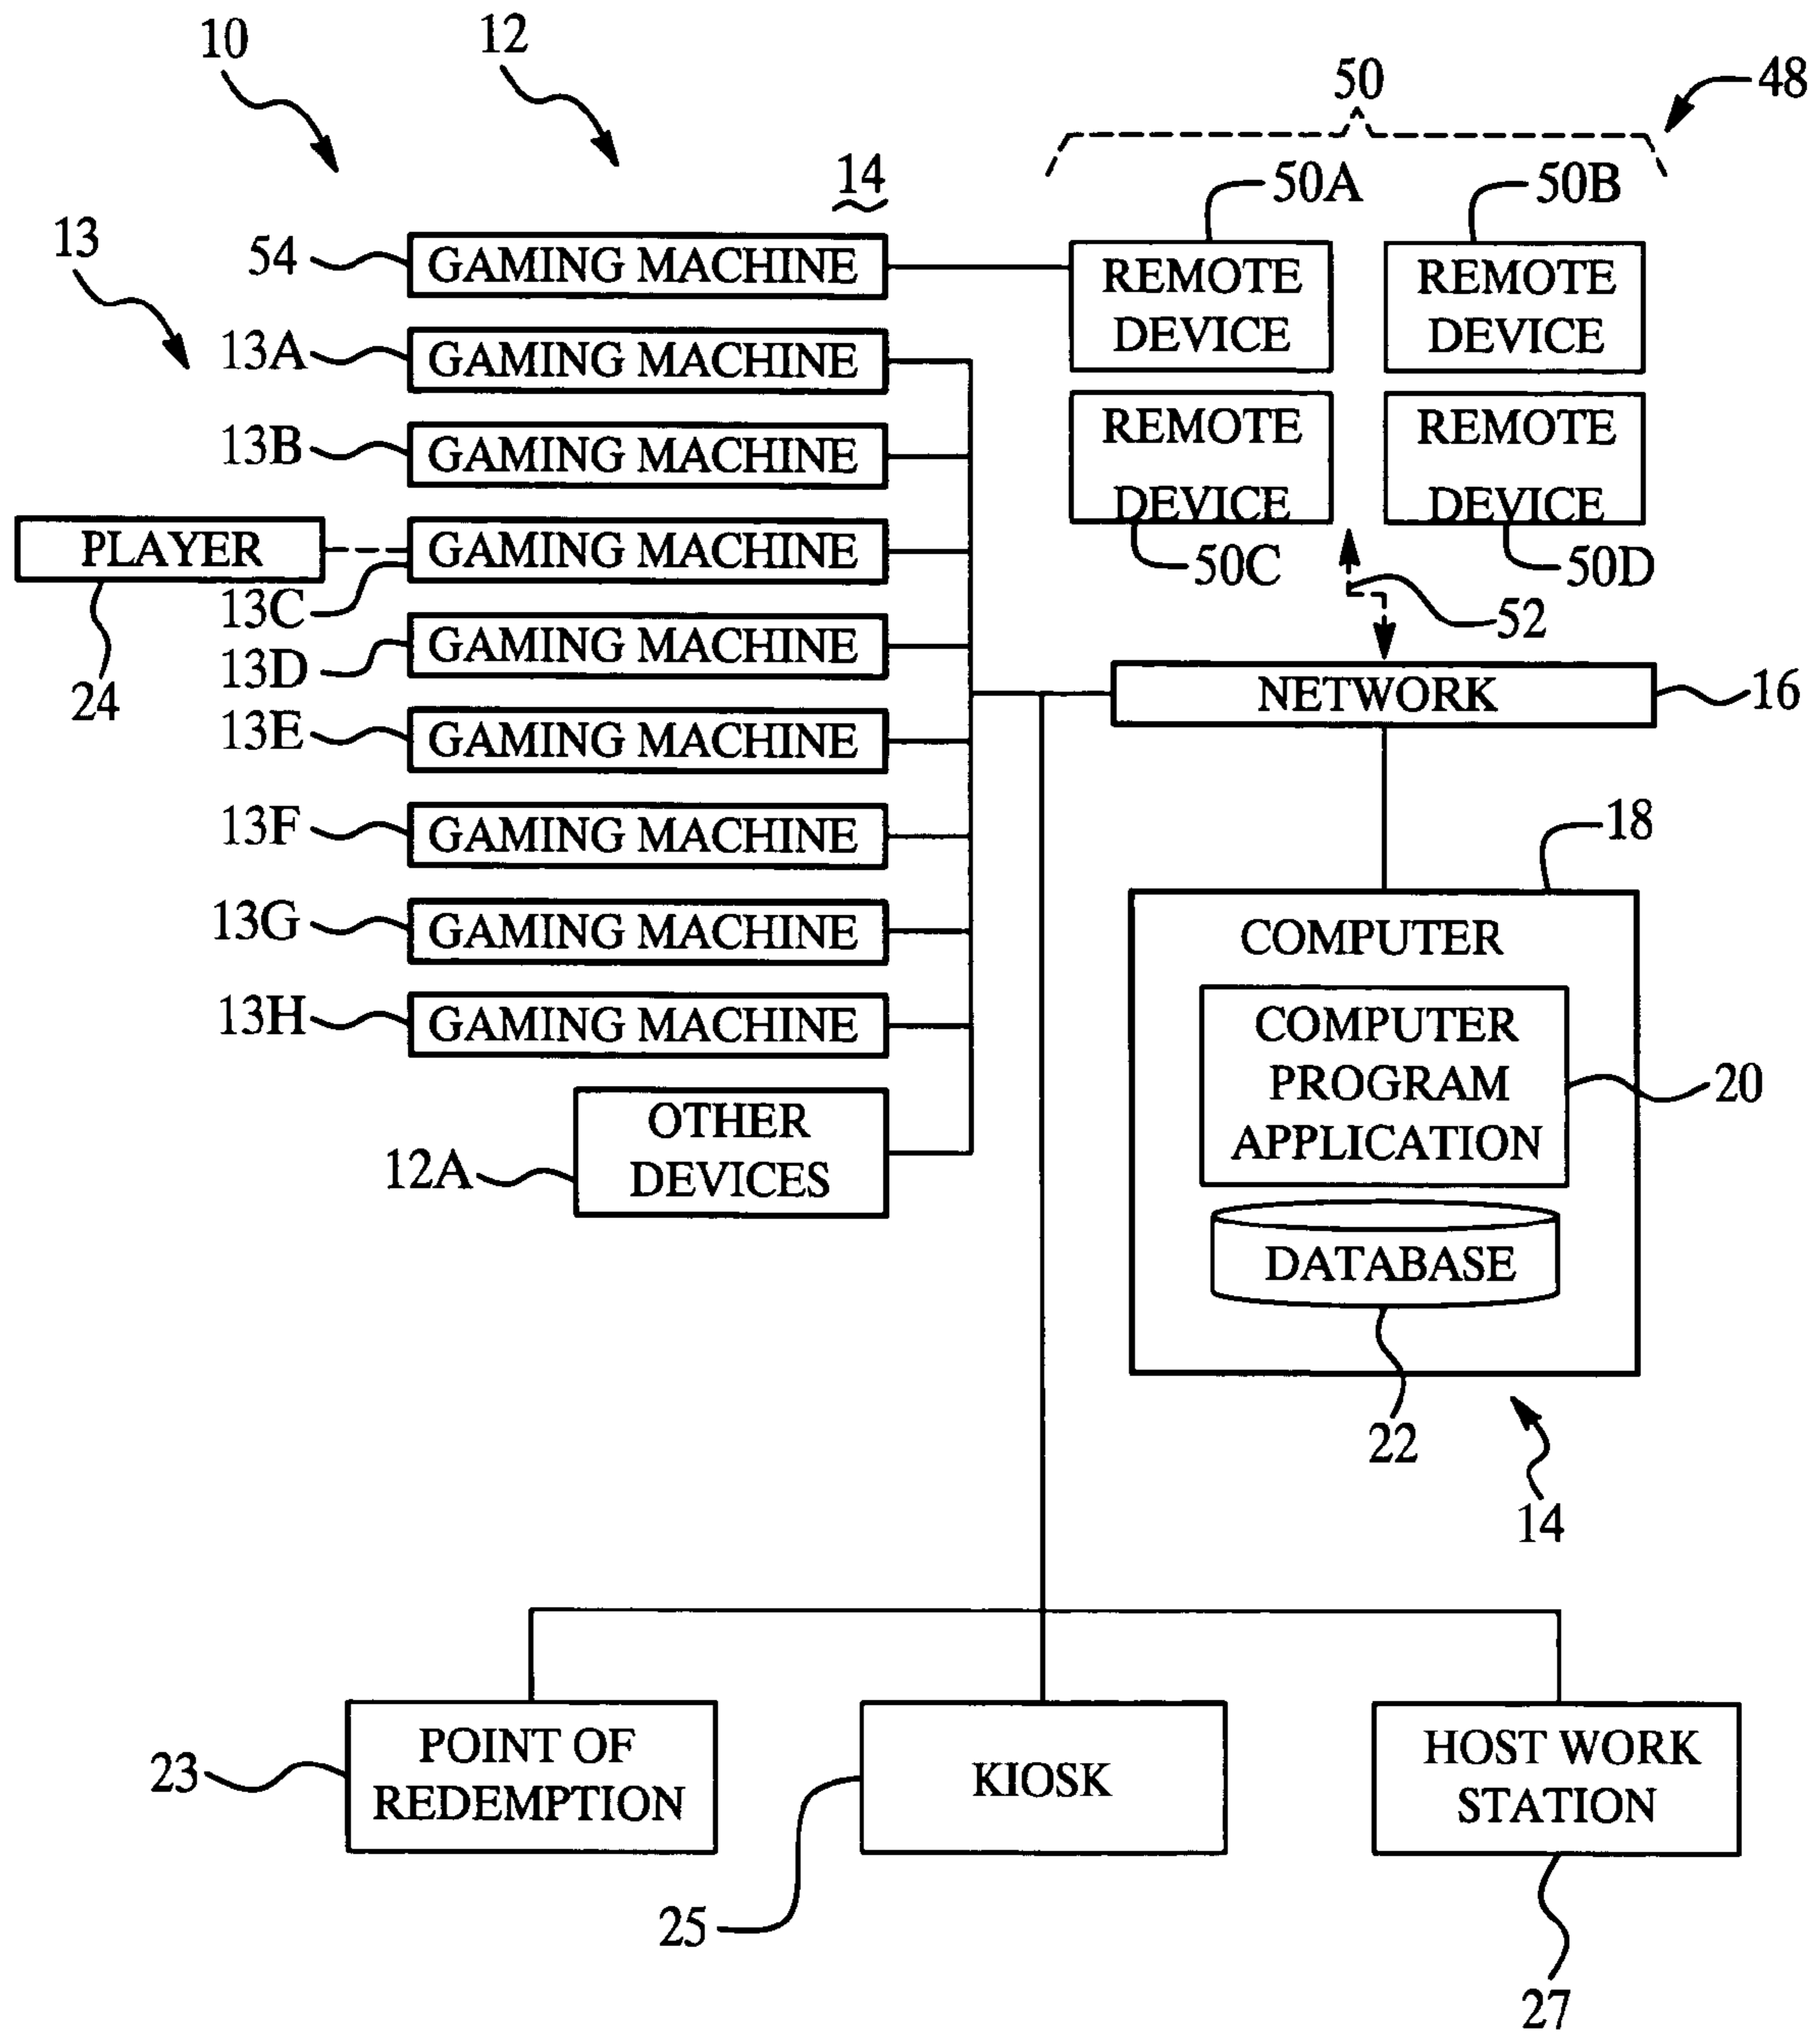 10
12
50
48
14
50A
50B
13
54
GAMING MACHINE
REMOTE
DEVICE
REMOTE
DEVICE
13A
GAMING MACHINE
13B
GAMING MACHINE
REMOTE
DEVICE
REMOTE
DEVICE
PLAYER
GAMING MACHINE
50C
50D
13C
24
13D
GAMING MACHINE
52
NETWORK
16
13E
GAMING MACHINE
13F
GAMING MACHINE
18
13G
GAMING MACHINE
COMPUTER
13H
GAMING MACHINE
COMPUTER
PROGRAM
APPLICATION
20
OTHER
DEVICES
12A
DATABASE
22
14
POINT OF
REDEMPTION
23
KIOSK
25
HOST WORK
STATION
27